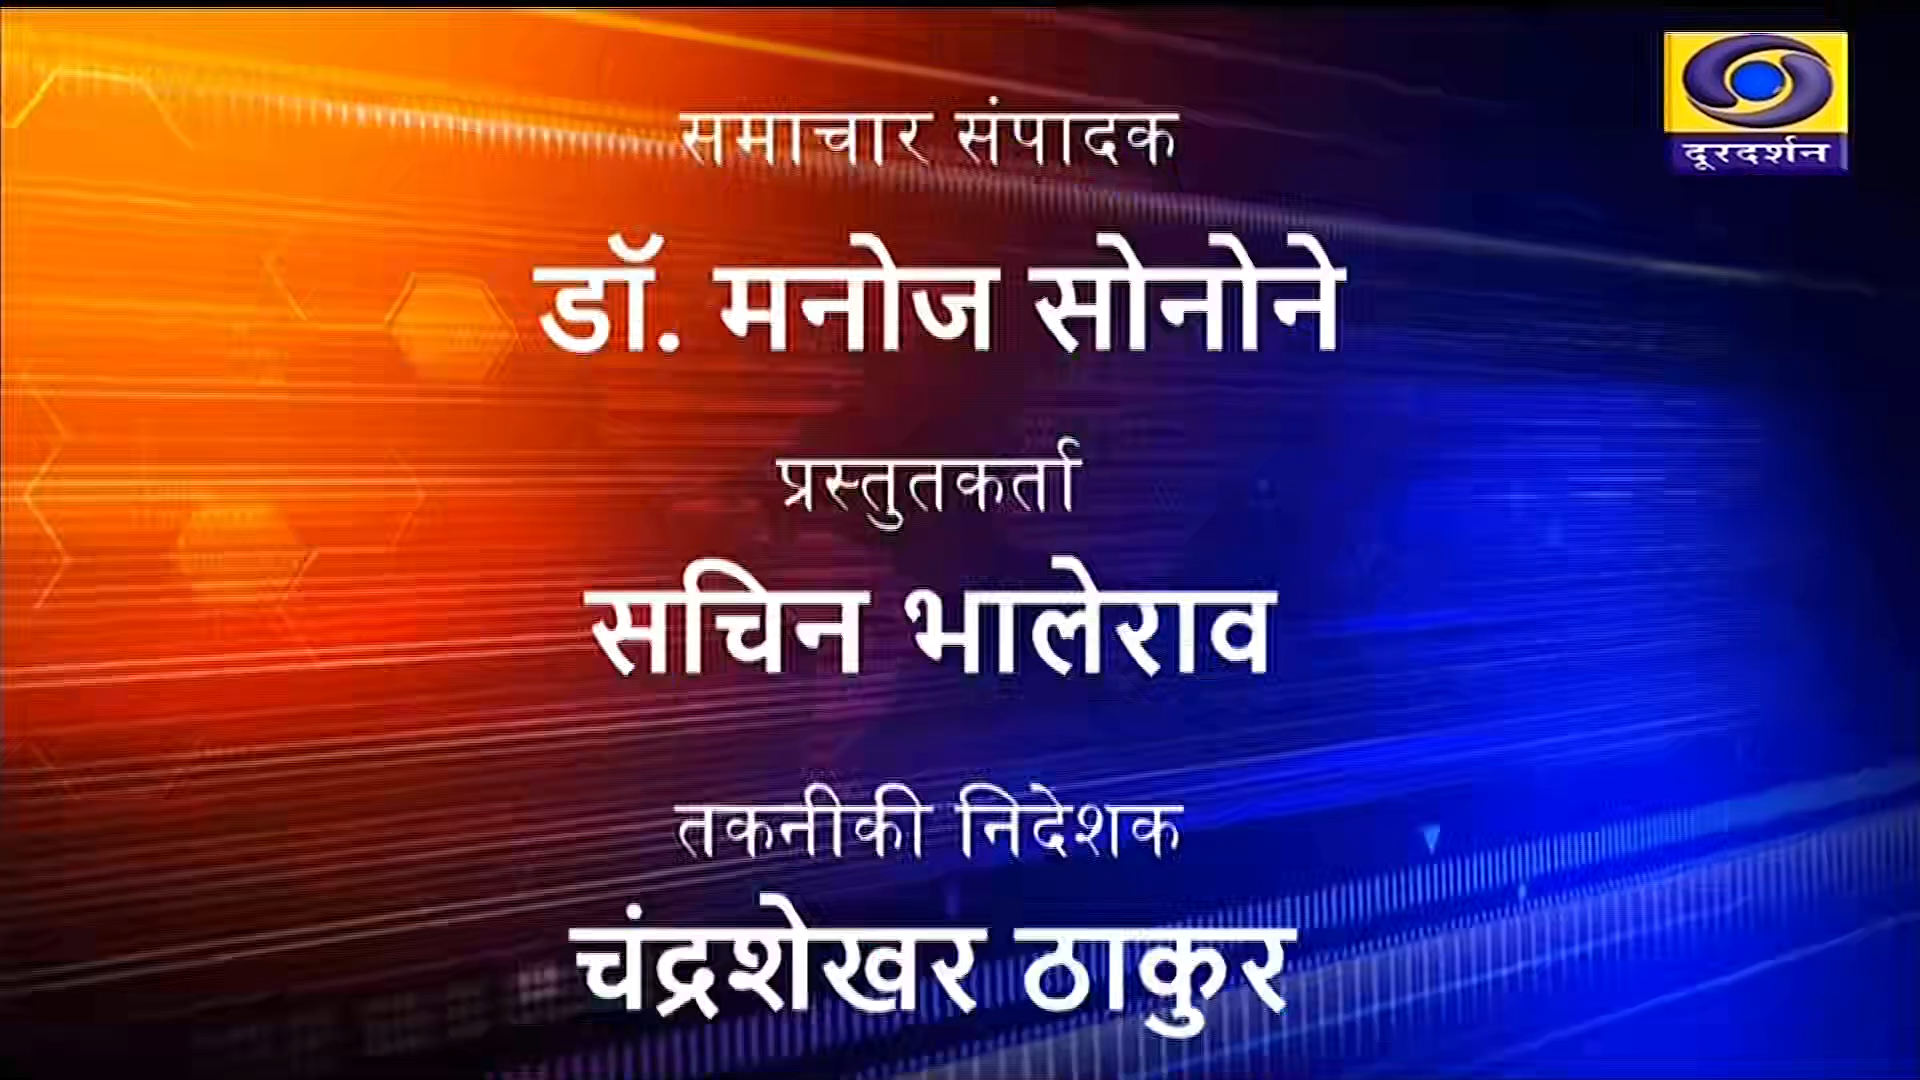 समाचार संपादक
दूरदर्शन
डॉ. मनोज सोनोने
प्रस्तुतकर्ता
सचिन भालेराव
तकनीकी निदेशक
चंद्रशेखर ठाकुर